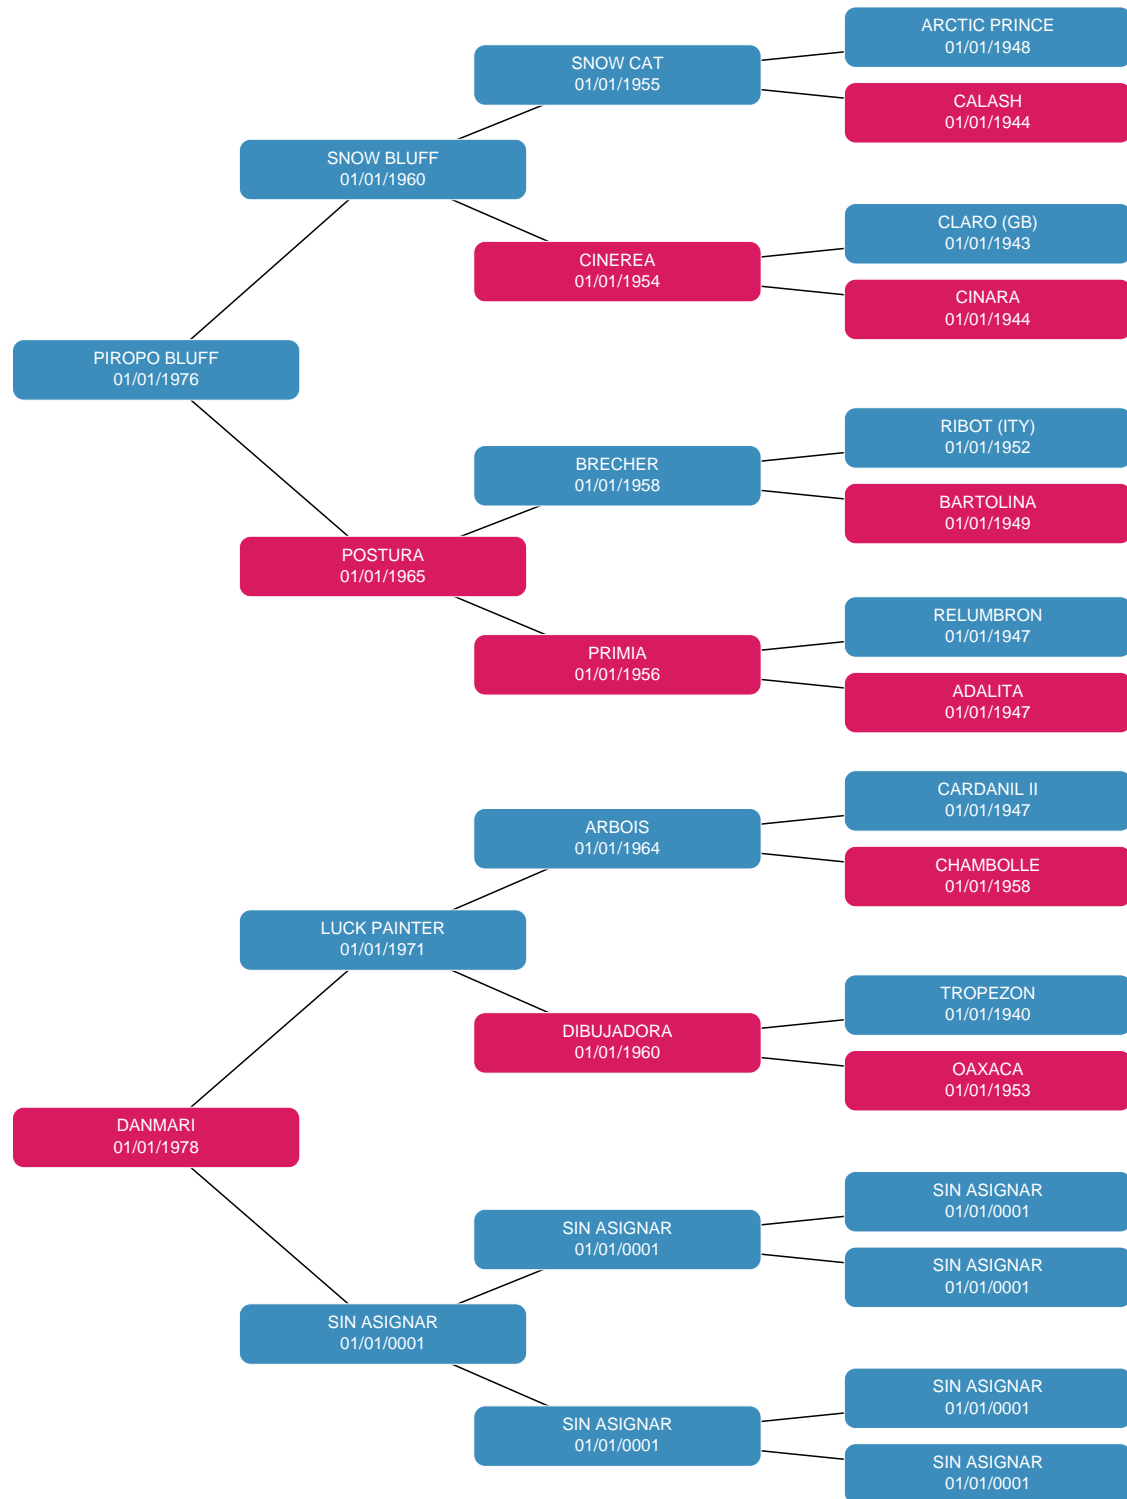 ARCTIC PRINCE
01/01/1948
SNOW CAT
01/01/1955
CALASH
01/01/1944
SNOW BLUFF
01/01/1960
CLARO (GB)
01/01/1943
CINEREA
01/01/1954
CINARA
01/01/1944
PIROPO BLUFF
01/01/1976
RIBOT (ITY)
01/01/1952
BRECHER
01/01/1958
BARTOLINA
01/01/1949
POSTURA
01/01/1965
RELUMBRON
01/01/1947
PRIMIA
01/01/1956
ADALITA
01/01/1947
CARDANIL II
01/01/1947
ARBOIS
01/01/1964
CHAMBOLLE
01/01/1958
LUCK PAINTER
01/01/1971
TROPEZON
01/01/1940
DIBUJADORA
01/01/1960
OAXACA
01/01/1953
DANMARI
01/01/1978
SIN ASIGNAR
01/01/0001
SIN ASIGNAR
01/01/0001
SIN ASIGNAR
01/01/0001
SIN ASIGNAR
01/01/0001
SIN ASIGNAR
01/01/0001
SIN ASIGNAR
01/01/0001
SIN ASIGNAR
01/01/0001